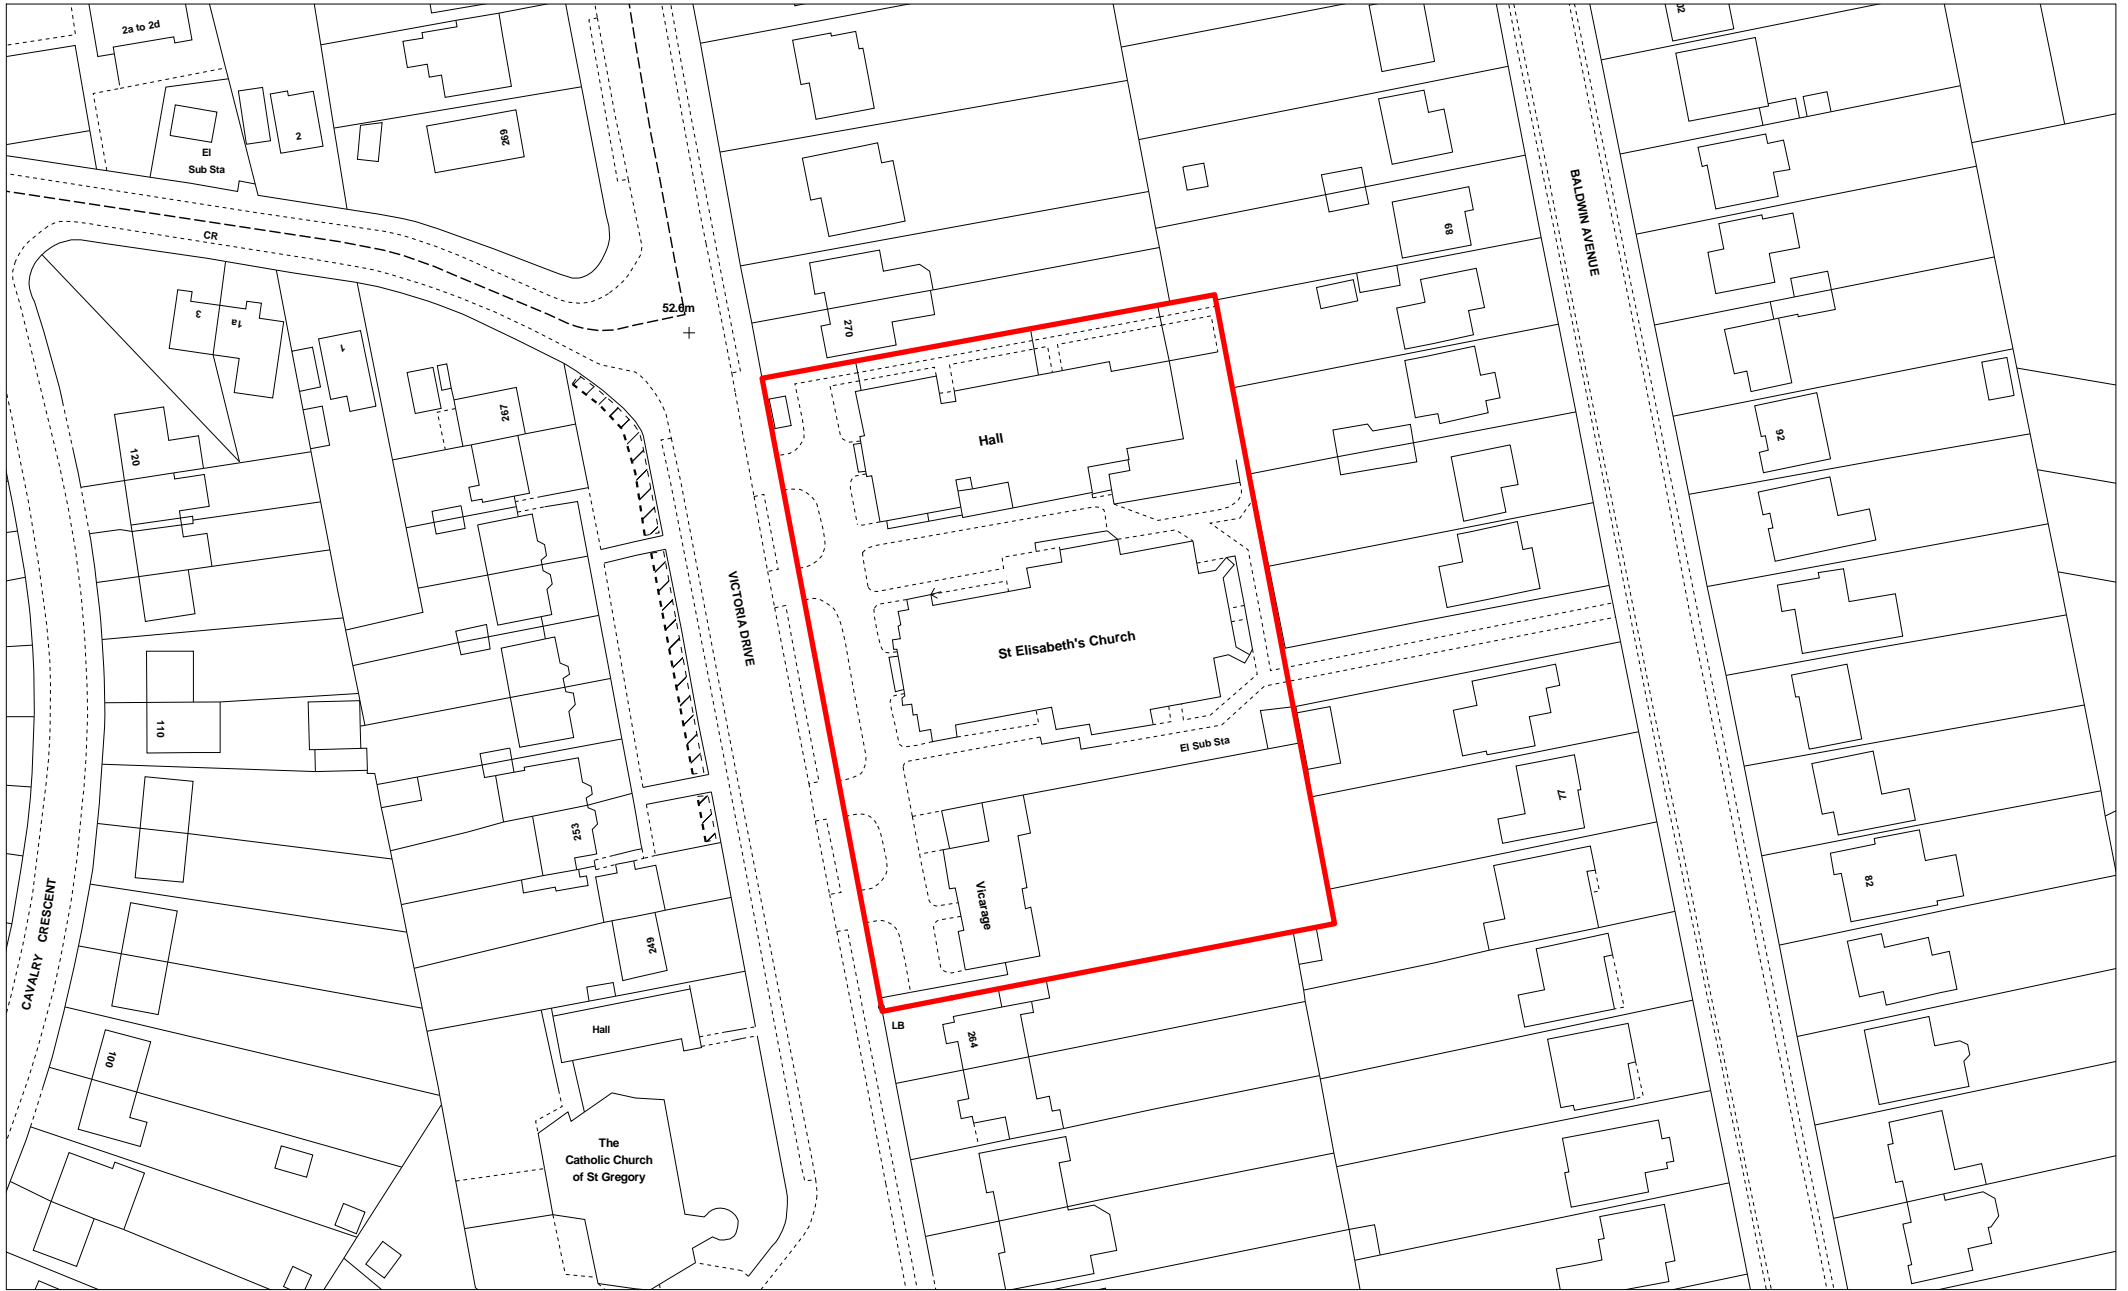 2a to 2d
2
El
Sub Sta
269
CR
52.6m
3
1a
1
270
68
BALDWIN AVENUE
267
120
Hall
92
VICTORIA DRIVE
St Elisabeth's Church
110
El Sub Sta
77
253
82
Vicarage
CAVALRY CRESCENT
249
LB
Hall
264
100
The
Catholic Church
of St Gregory